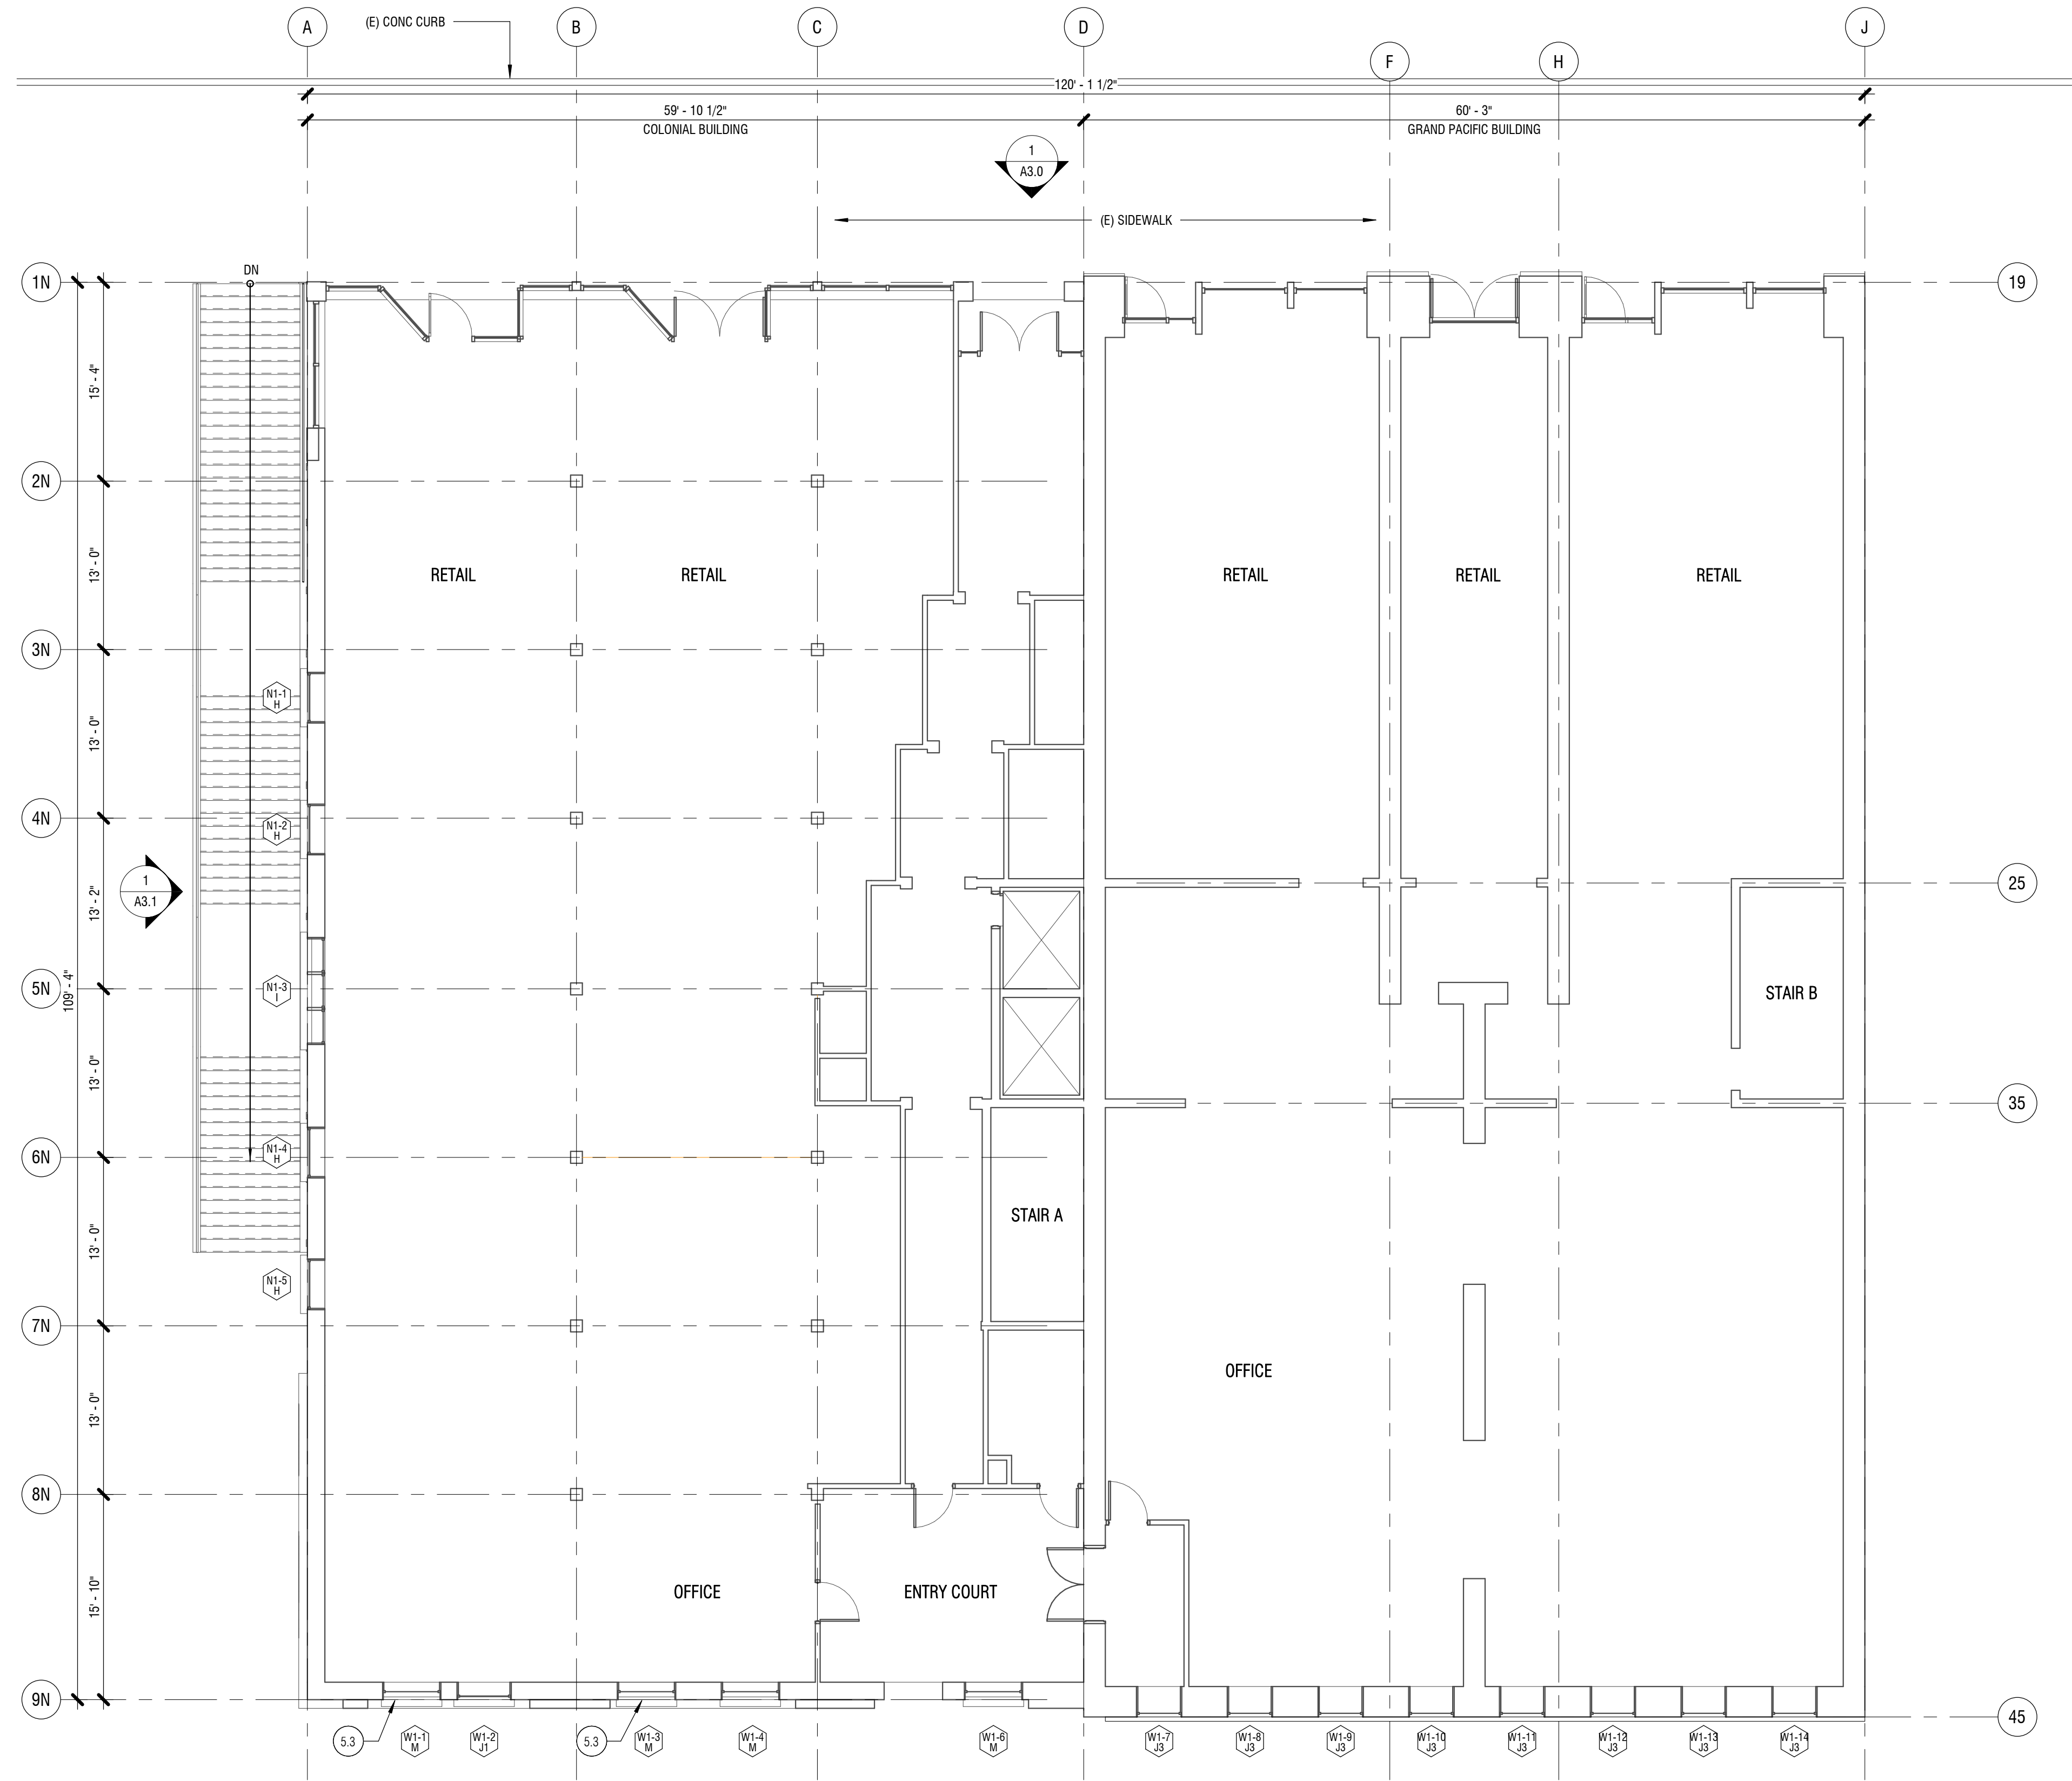 A
(E) CONC CURB
B
C
D
F
H
J
120' - 1 1/2"
59' - 10 1/2"
COLONIAL BUILDING
60' - 3"
GRAND PACIFIC BUILDING
1
A3.0
(E) SIDEWALK
DN
1N
19
15' - 4"
2N
13' - 0"
RETAIL
RETAIL
RETAIL
RETAIL
RETAIL
3N
N1-1
H
13' - 0"
4N
N1-2
H
1
A3.1
13' - 2"
25
5N
109' - 4"
N1-3
I
STAIR B
13' - 0"
35
6N
N1-4
H
STAIR A
13' - 0"
N1-5
H
7N
OFFICE
13' - 0"
8N
15' - 10"
OFFICE
ENTRY COURT
9N
45
5.3
W1-1
M
W1-2
J1
5.3
W1-3
M
W1-4
M
W1-6
M
W1-7
J3
W1-8
J3
W1-9
J3
W1-10
J3
W1-11
J3
W1-12
J3
W1-13
J3
W1-14
J3